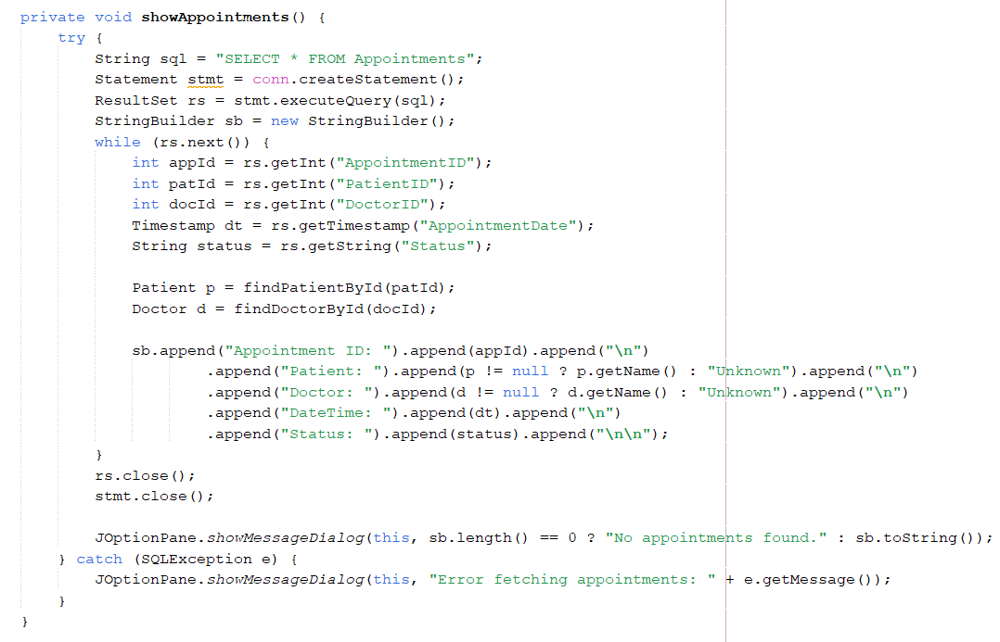 private void showAppointments() {
    try {
        String sql = "SELECT * FROM Appointments";
        Statement stmt = conn.createStatement();
        ResultSet rs = stmt.executeQuery(sql);
        StringBuilder sb = new StringBuilder();
        while (rs.next()) {
            int appId = rs.getInt("AppointmentID");
            int patId = rs.getInt("PatientID");
            int docId = rs.getInt("DoctorID");
            Timestamp dt = rs.getTimestamp("AppointmentDate");
            String status = rs.getString("Status");

            Patient p = findPatientById(patId);
            Doctor d = findDoctorById(docId);

            sb.append("Appointment ID: ").append(appId).append("\n")
                    .append("Patient: ").append(p != null ? p.getName() : "Unknown").append("\n")
                    .append("Doctor: ").append(d != null ? d.getName() : "Unknown").append("\n")
                    .append("DateTime: ").append(dt).append("\n")
                    .append("Status: ").append(status).append("\n\n");
        }
        rs.close();
        stmt.close();

        JOptionPane.showMessageDialog(this, sb.length() == 0 ? "No appointments found." : sb.toString());
    } catch (SQLException e) {
        JOptionPane.showMessageDialog(this, "Error fetching appointments: " + e.getMessage());
    }
}